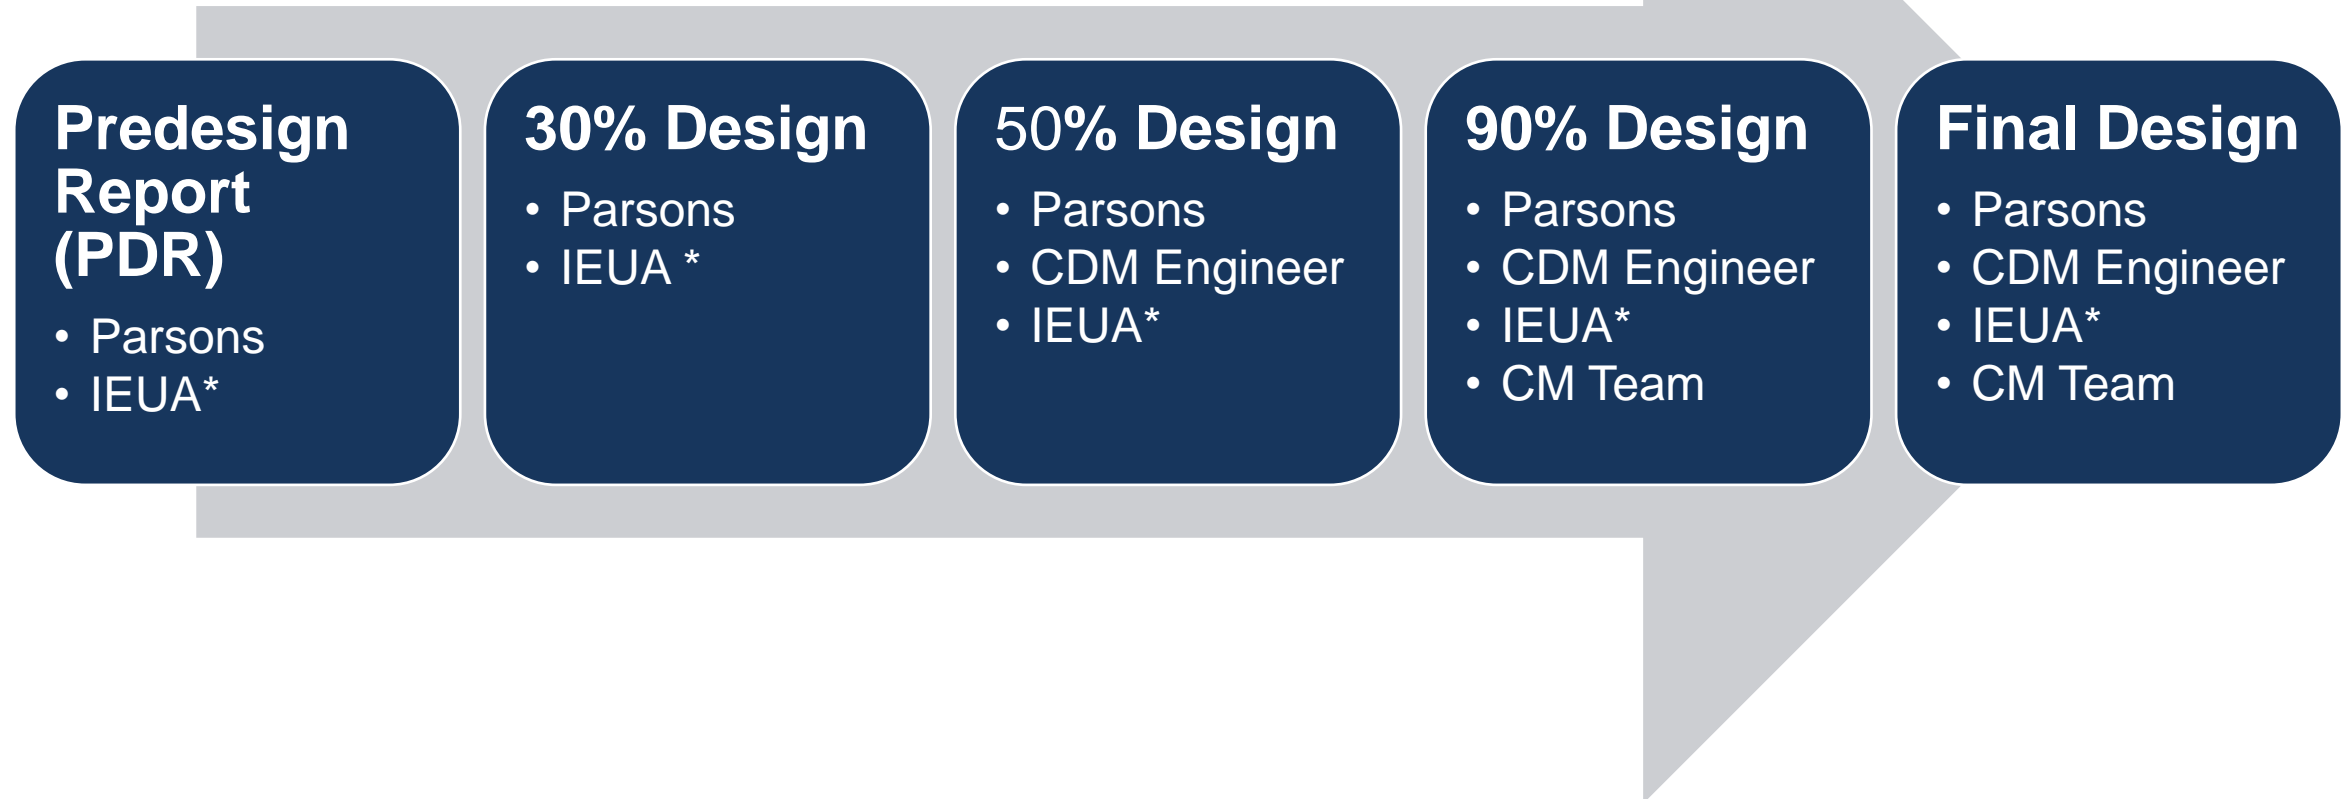 Predesign
Report
(PDR)
• Parsons
• IEUA*
30% Design
• Parsons
• IEUA *
50% Design
• Parsons
• CDM Engineer
• IEUA*
90% Design
• Parsons
• CDM Engineer
• IEUA*
• CM Team
Final Design
• Parsons
• CDM Engineer
• IEUA*
• CM Team